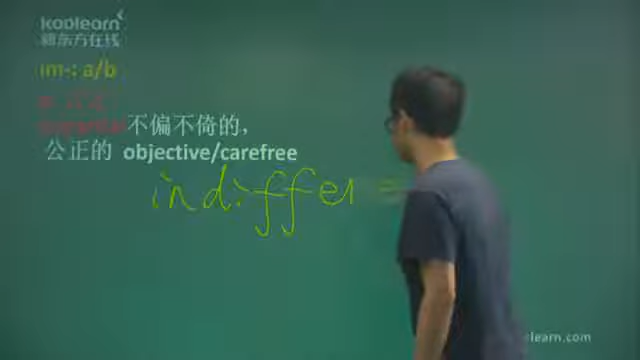 koolearn
新东方在线
im-: a/b
不偏不倚的,
公正的 objective/carefree
indiffer
elearn.com